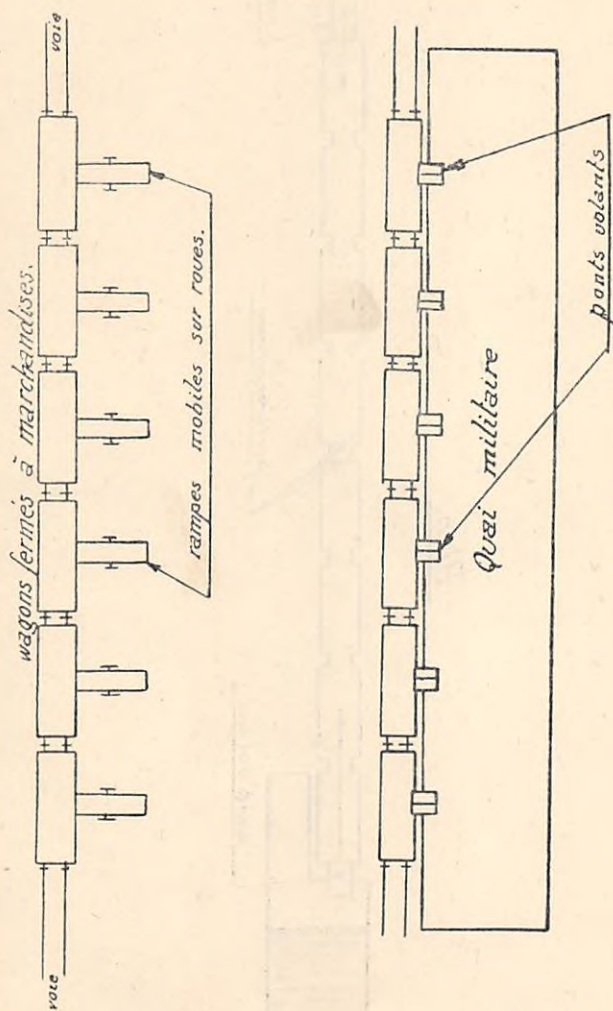 wagons fermés à marchandises.
voie
voie
rampes mobiles sur roues.
Quai militaire
ponts volants